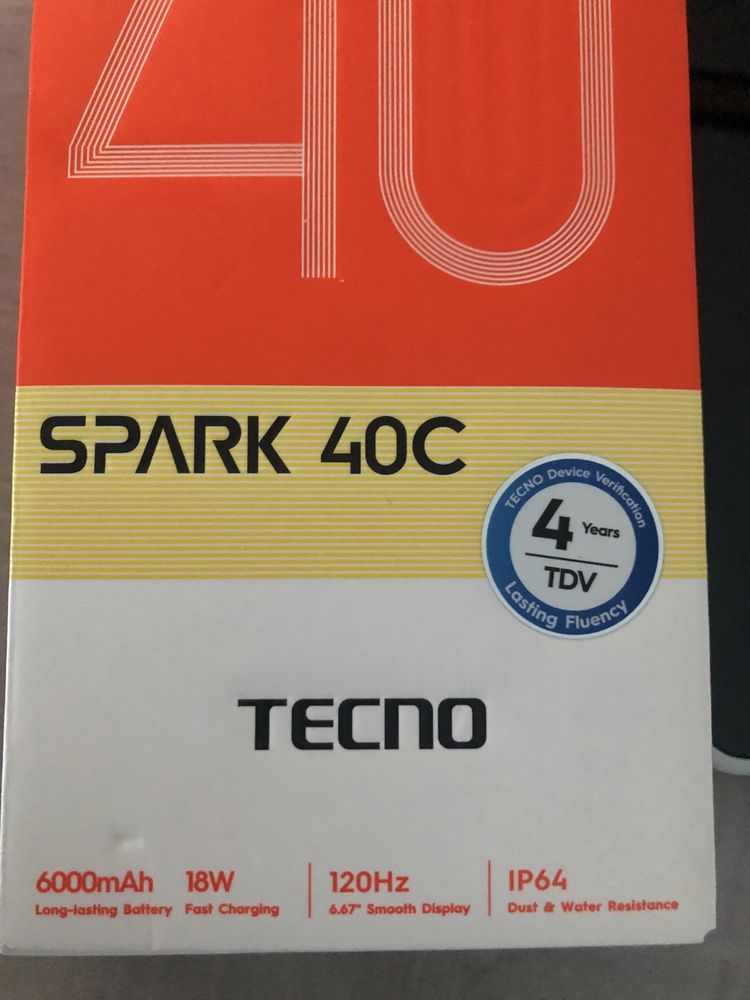 40
SPARK 40C
TECNO Device Verification
4 Years
TDV
Lasting Fluency
TECNO
6000mAh 18W 120Hz IP64
Long-lasting Battery Fast Charging 6.67" Smooth Display Dust & Water Resistance